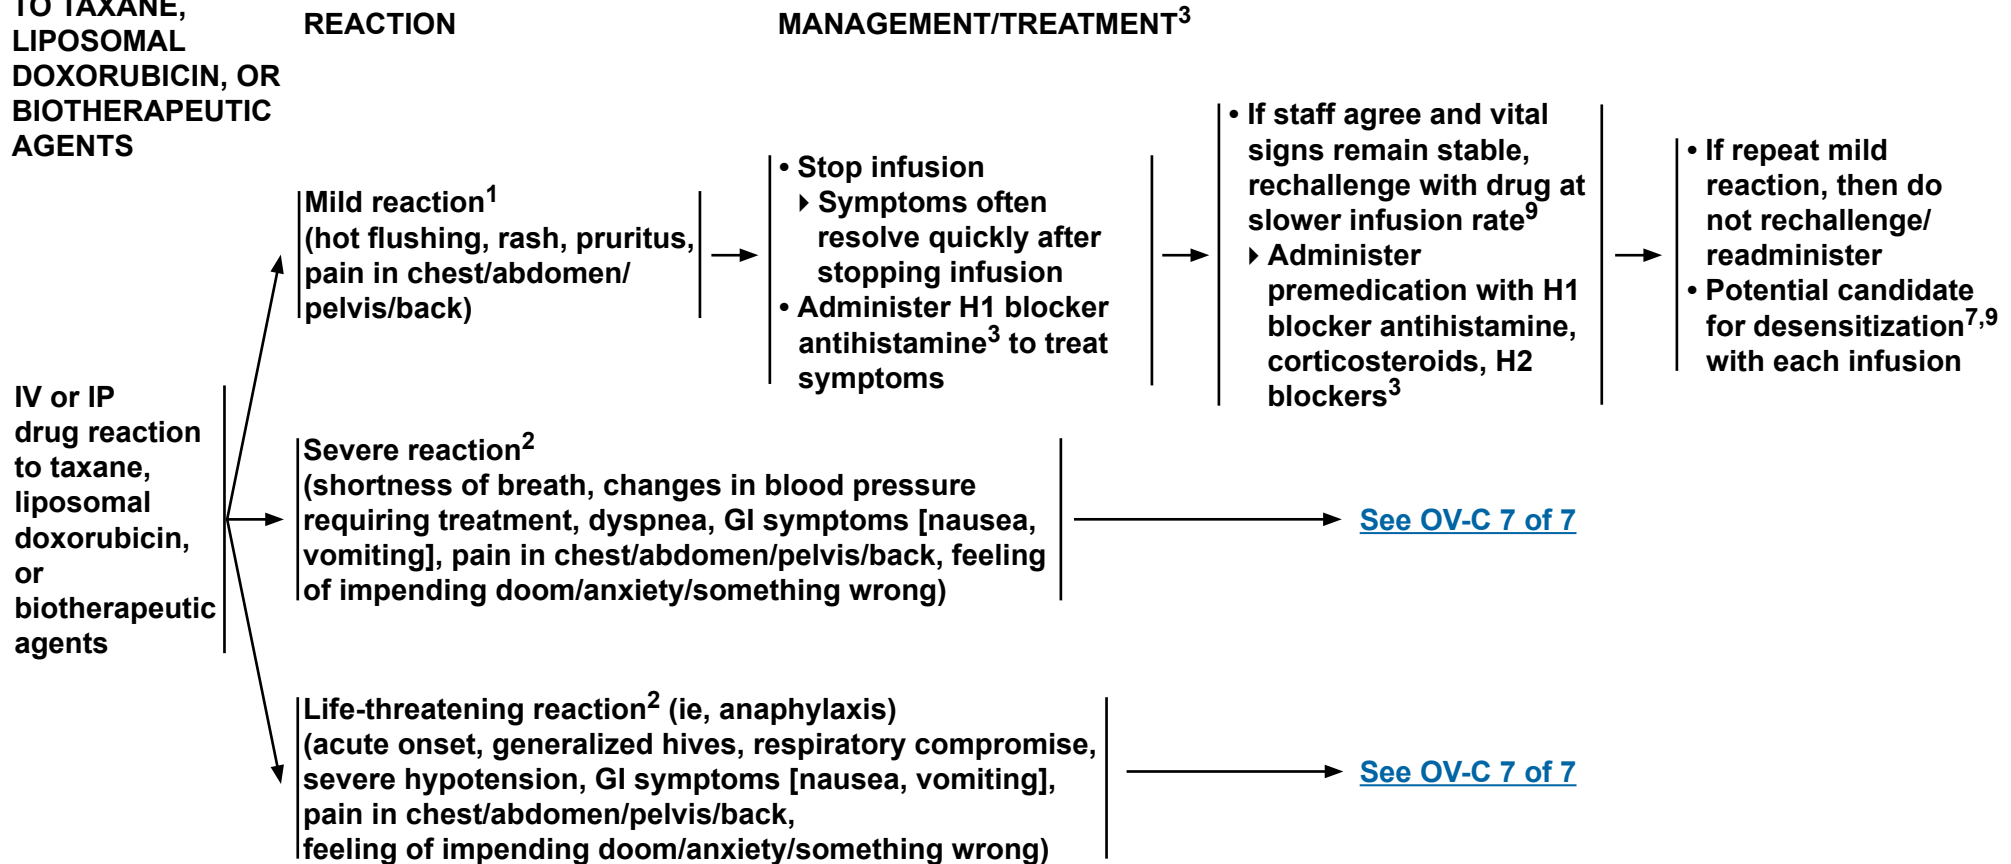 TO TAXANE,
LIPOSOMAL
DOXORUBICIN, OR
BIOTHERAPEUTIC
AGENTS
REACTION
MANAGEMENT/TREATMENT3
IV or IP
drug reaction
to taxane,
liposomal
doxorubicin,
or
biotherapeutic
agents
Mild reaction1
(hot flushing, rash, pruritus,
pain in chest/abdomen/
pelvis/back)
• Stop infusion
Symptoms often
resolve quickly after
stopping infusion
• Administer H1 blocker
antihistamine3 to treat
symptoms
• If staff agree and vital
signs remain stable,
rechallenge with drug at
slower infusion rate9
Administer
premedication with H1
blocker antihistamine,
corticosteroids, H2
blockers3
• If repeat mild
reaction, then do
not rechallenge/
readminister
• Potential candidate
for desensitization7,9
with each infusion
Severe reaction2
(shortness of breath, changes in blood pressure
requiring treatment, dyspnea, GI symptoms [nausea,
vomiting], pain in chest/abdomen/pelvis/back, feeling
of impending doom/anxiety/something wrong)
See OV-C 7 of 7
Life-threatening reaction2 (ie, anaphylaxis)
(acute onset, generalized hives, respiratory compromise,
severe hypotension, GI symptoms [nausea, vomiting],
pain in chest/abdomen/pelvis/back,
feeling of impending doom/anxiety/something wrong)
See OV-C 7 of 7